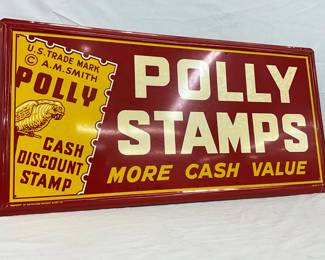 U.S. TRADE MARK
© A.M. SMITH
POLLY
CASH
DISCOUNT
STAMP
POLLY
STAMPS
MORE CASH VALUE